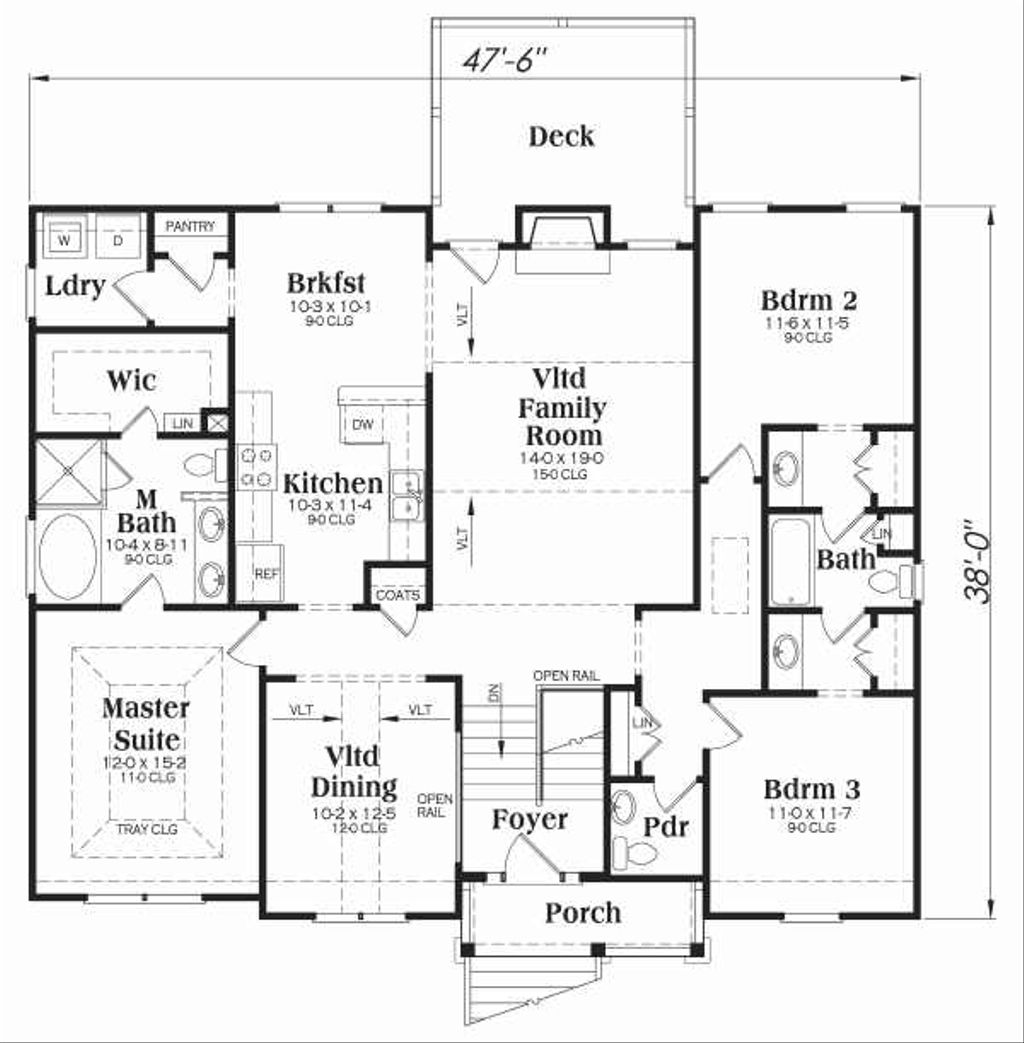 47'-6"
Deck
W
D
PANTRY
Ldry
Brkfst
10-3 x 10-1
9-0 CLG
VLT
Bdrm 2
11-6 x 11-5
9-0 CLG
Wic
LIN
Vltd
Family
Room
14-0 x 19-0
15-0 CLG
DW
Kitchen
10-3 x 11-4
9-0 CLG
M
Bath
10-4 x 8-11
9-0 CLG
VLT
REF
COATS
LIN
Bath
38'-0"
OPEN RAIL
DN
Master
Suite
12-0 x 15-2
11-0 CLG
TRAY CLG
VLT
VLT
Vltd
Dining
10-2 x 12-5
12-0 CLG
OPEN
RAIL
LIN
Foyer
Pdr
Bdrm 3
11-0 x 11-7
9-0 CLG
Porch